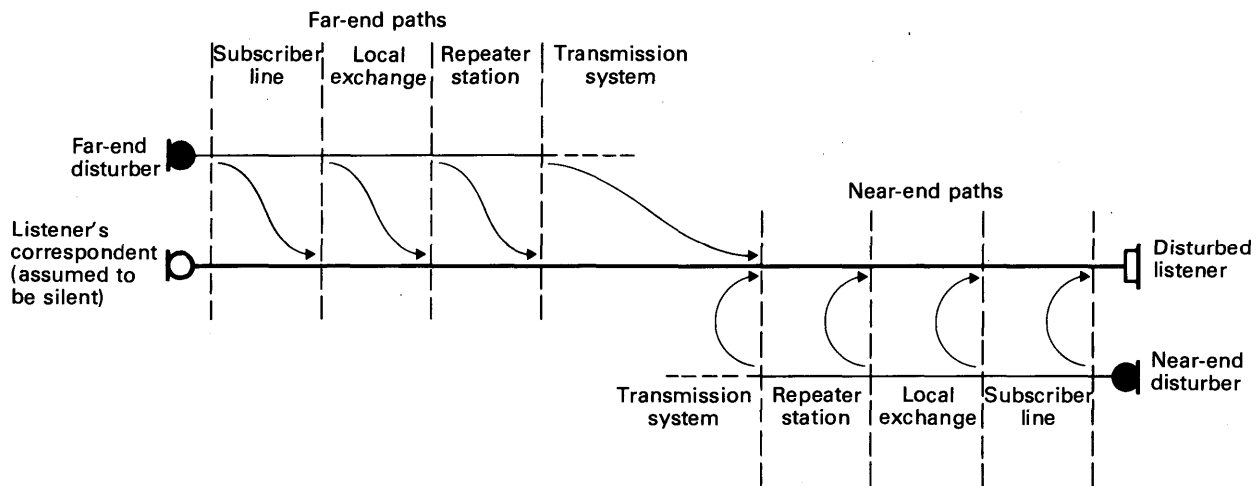 Far-end paths
Subscriber line
Local exchange
Repeater station
Transmission system
Far-end
disturber
Listener's
correspondent
(assumed to
be silent)
Near-end paths
Disturbed
listener
Near-end
disturber
Transmission system
Repeater station
Local exchange
Subscriber line